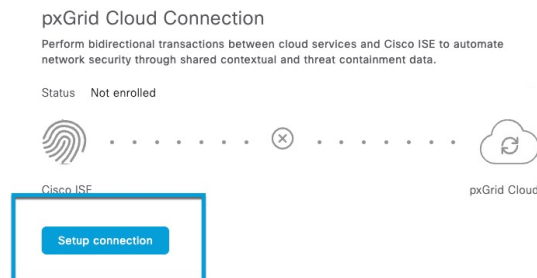 pxGrid Cloud Connection
Perform bidirectional transactions between cloud services and Cisco ISE to automate
network security through shared contextual and threat containment data.
Status Not enrolled
Cisco ISE pxGrid Cloud
Setup connection